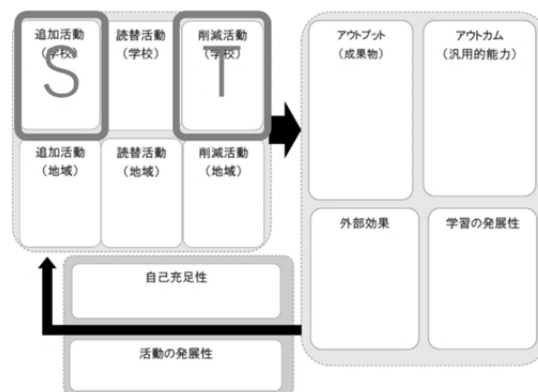 追加活動
(学校)
S
読替活動
(学校)
削減活動
(学校)
T
アウトプット
(成果物)
アウトカム
(汎用的能力)
追加活動
(地域)
読替活動
(地域)
削減活動
(地域)
外部効果
学習の発展性
自己充足性
活動の発展性